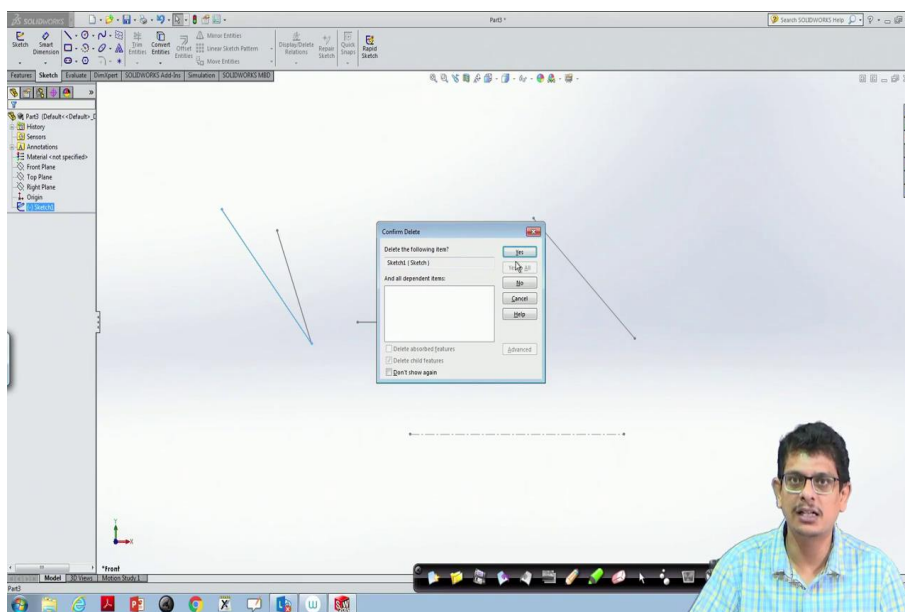 SOLIDWORKS
Part3 *
Search SOLIDWORKS Help
Sketch
Smart Dimension
Trim Entities
Convert Entities
Offset Entities
Mirror Entities
Linear Sketch Pattern
Move Entities
Display/Delete Relations
Repair Sketch
Quick Snaps
Rapid Sketch
Features Sketch Evaluate DimXpert SOLIDWORKS Add-Ins Simulation SOLIDWORKS MBD
Part3 (Default<<Default>_D
History
Sensors
Annotations
Material <not specified>
Front Plane
Top Plane
Right Plane
Origin
(-) Sketch1
Confirm Delete
Delete the following item?
Sketch1 ( Sketch )
And all dependent items:
Yes
No
Cancel
Help
Advanced
Delete absorbed features
Delete child features
Don't show again
Y
X
*Front
Model 3D Views Motion Study 1
Part3